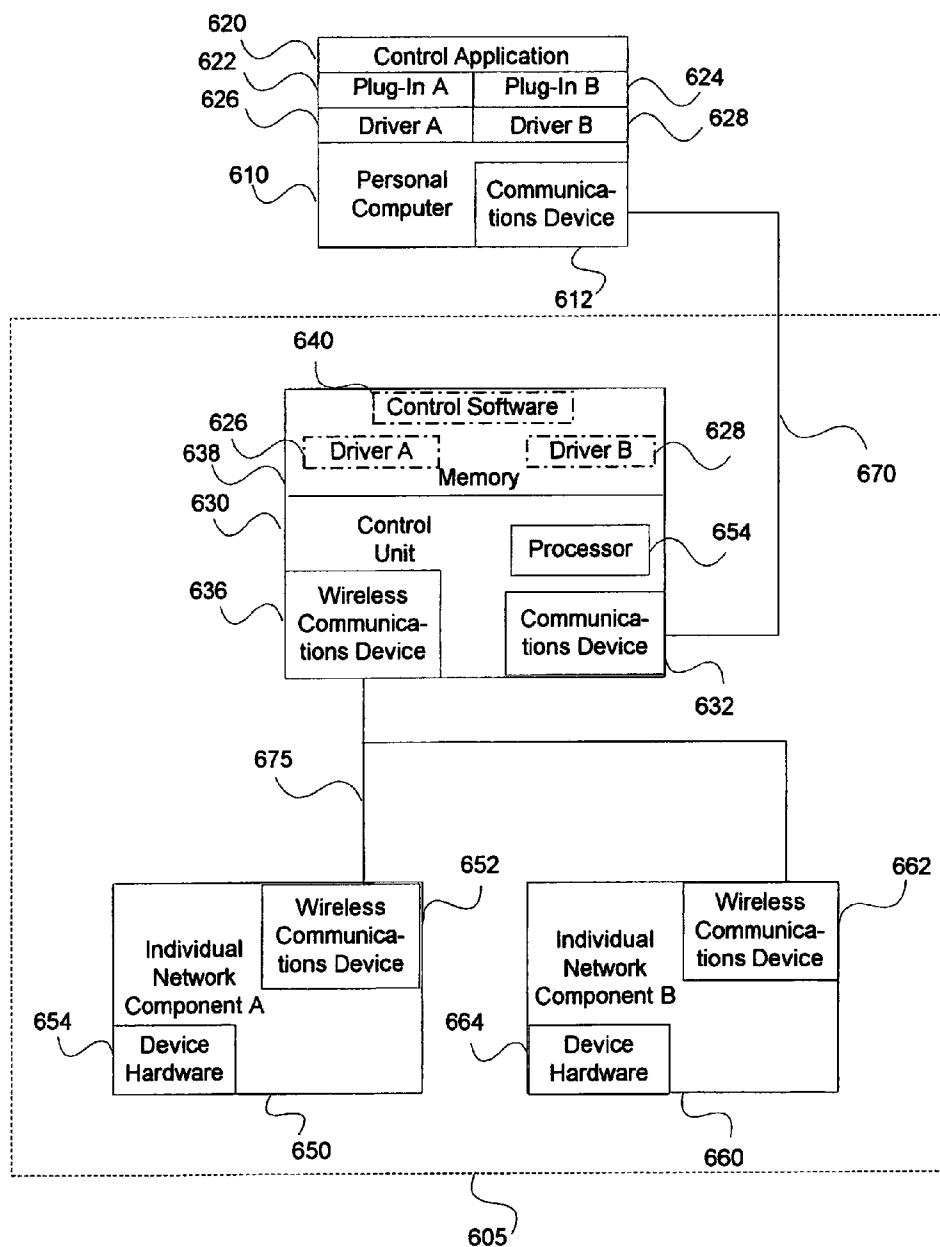 620
Control Application
622
Plug-In A
Plug-In B
624
626
Driver A
Driver B
628
610
Personal
Computer
Communica-
tions Device
612
640
Control Software
626
Driver A
Driver B
628
638
Memory
670
630
Control
Unit
Processor
654
636
Wireless
Communica-
tions Device
Communica-
tions Device
632
675
652
Wireless
Communica-
tions Device
Individual
Network
Component A
654
Device
Hardware
650
662
Wireless
Communica-
tions Device
Individual
Network
Component B
664
Device
Hardware
660
605